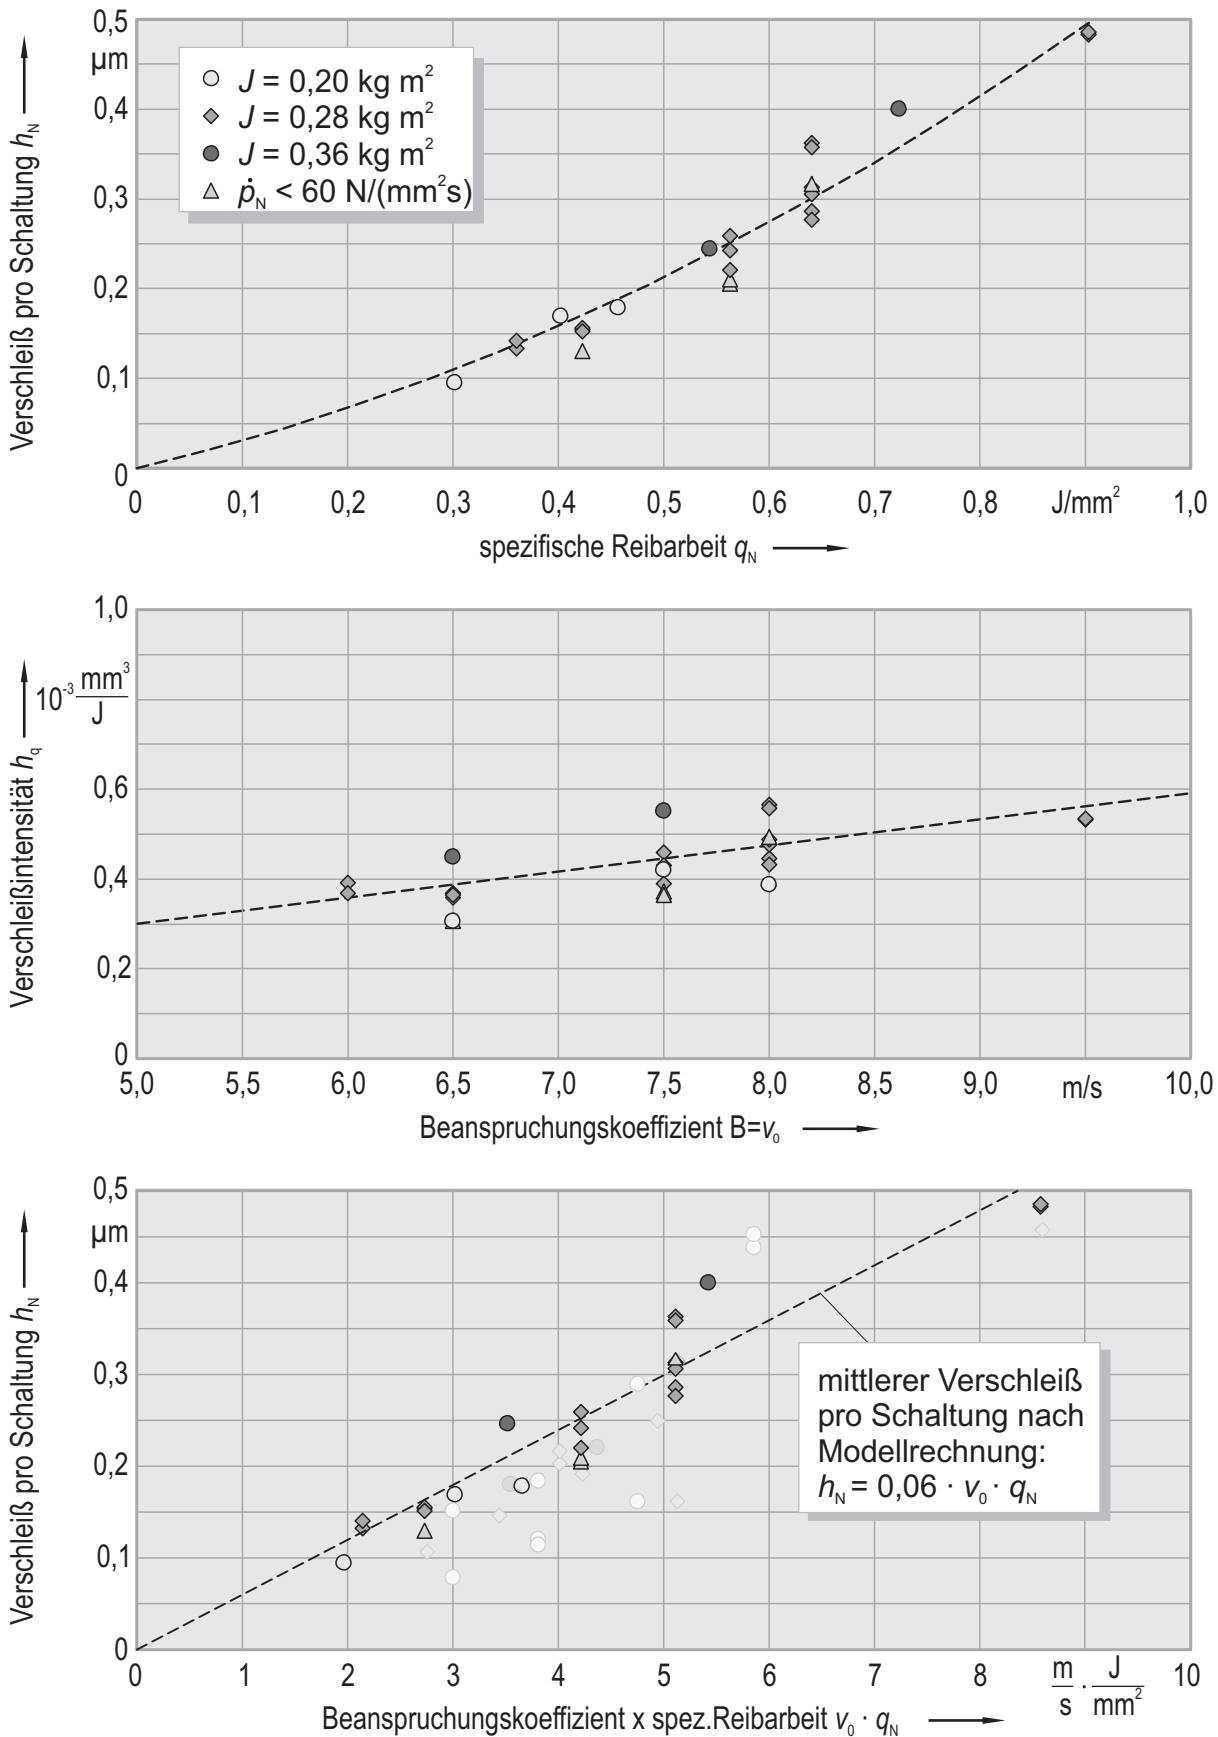 0,5
µm
0,4
0,3
0,2
0,1
0
Verschleiß pro Schaltung hN
J = 0,20 kg m²
J = 0,28 kg m²
J = 0,36 kg m²
ṗN < 60 N/(mm²s)
0 0,1 0,2 0,3 0,4 0,5 0,6 0,7 0,8 J/mm² 1,0
spezifische Reibarbeit qN
1,0
10⁻³ mm³
J
0,6
0,4
0,2
0
Verschleißintensität hq
5,0 5,5 6,0 6,5 7,0 7,5 8,0 8,5 9,0 m/s 10,0
Beanspruchungskoeffizient B=v₀
0,5
µm
0,4
0,3
0,2
0,1
0
Verschleiß pro Schaltung hN
mittlerer Verschleiß
pro Schaltung nach
Modellrechnung:
hN = 0,06 · v₀ · qN
0 1 2 3 4 5 6 7 8 m/s · J/mm² 10
Beanspruchungskoeffizient x spez.Reibarbeit v₀ · qN